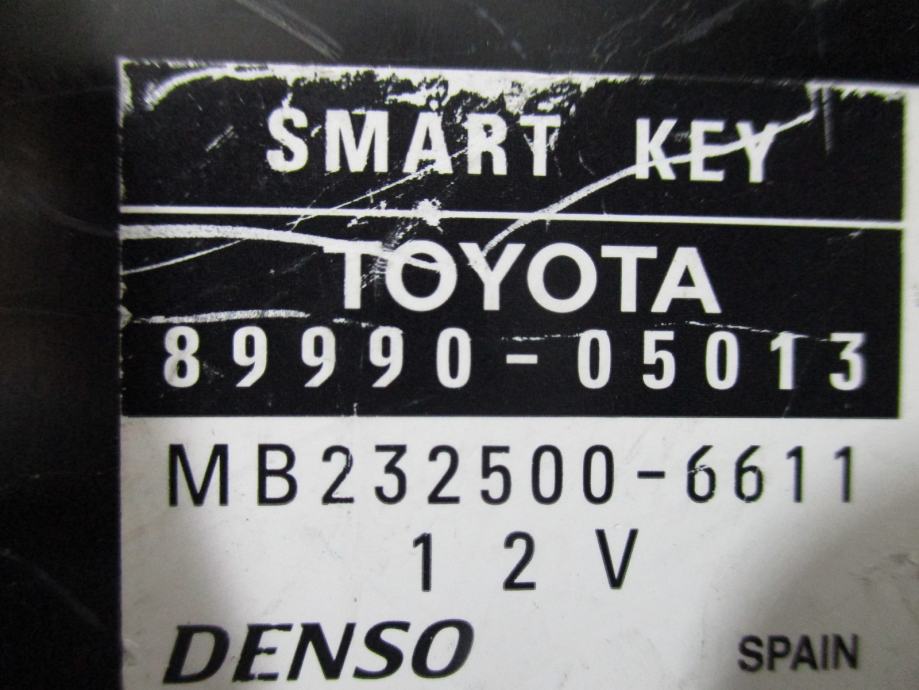 SMART KEY
TOYOTA
89990-05013
MB232500-6611
12V
DENSO SPAIN